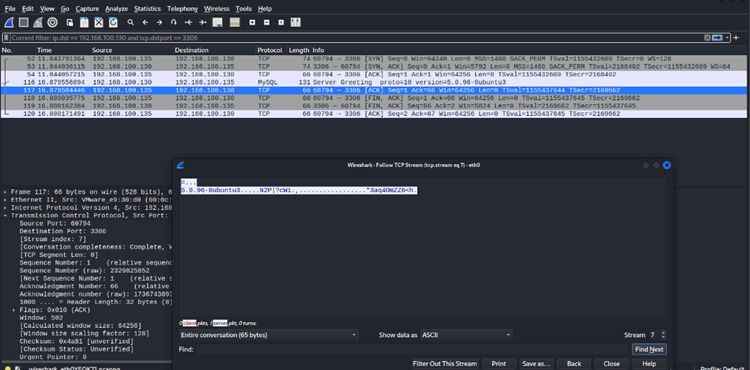 File Edit View Go Capture Analyze Statistics Telephony Wireless Tools Help
Current filter: ip.dst == 192.168.100.130 and tcp.dstport == 3306
No. Time Source Destination Protocol Length Info
52 11.843791364 192.168.100.135 192.168.100.130 TCP 74 60794 → 3306 [SYN] Seq=0 Win=64240 Len=0 MSS=1460 SACK_PERM TSval=1155432609 TSecr=0 WS=128
53 11.844036115 192.168.100.130 192.168.100.135 TCP 74 3306 → 60794 [SYN, ACK] Seq=0 Ack=1 Win=5792 Len=0 MSS=1460 SACK_PERM TSval=2168402 TSecr=1155432609 WS=64
54 11.844057215 192.168.100.135 192.168.100.130 TCP 66 60794 → 3306 [ACK] Seq=1 Ack=1 Win=64256 Len=0 TSval=1155432609 TSecr=2168402
116 16.879558894 192.168.100.130 192.168.100.135 MySQL 131 Server Greeting proto=10 version=5.0.96-0ubuntu3
117 16.879584446 192.168.100.135 192.168.100.130 TCP 66 60794 → 3306 [ACK] Seq=1 Ack=66 Win=64256 Len=0 TSval=1155437644 TSecr=2169662
118 16.880035775 192.168.100.135 192.168.100.130 TCP 66 60794 → 3306 [FIN, ACK] Seq=1 Ack=66 Win=64256 Len=0 TSval=1155437645 TSecr=2169662
119 16.880162384 192.168.100.130 192.168.100.135 TCP 66 3306 → 60794 [FIN, ACK] Seq=66 Ack=2 Win=5824 Len=0 TSval=2169662 TSecr=1155437645
120 16.880171491 192.168.100.135 192.168.100.130 TCP 66 60794 → 3306 [ACK] Seq=2 Ack=67 Win=64256 Len=0 TSval=1155437645 TSecr=2169662
Wireshark · Follow TCP Stream (tcp.stream eq 7) · eth0
=...
5.0.96-0ubuntu3.....N2P|?cWi.,................"3aq4OmZZ6<h.
Frame 117: 66 bytes on wire (528 bits), 6
Ethernet II, Src: VMware_e9:30:d0 (00:0c:
Internet Protocol Version 4, Src: 192.168
Transmission Control Protocol, Src Port:
Source Port: 60794
Destination Port: 3306
[Stream index: 7]
[Conversation completeness: Complete, W
[TCP Segment Len: 0]
Sequence Number: 1 (relative sequenc
Sequence Number (raw): 2329825852
[Next Sequence Number: 1 (relative s
Acknowledgment Number: 66 (relative
Acknowledgment number (raw): 1736743893
1000 .... = Header Length: 32 bytes (8)
Flags: 0x010 (ACK)
Window: 502
[Calculated window size: 64256]
[Window size scaling factor: 128]
Checksum: 0x4a81 [unverified]
[Checksum Status: Unverified]
Urgent Pointer: 0
0 client pkts, 1 server pkt, 0 turns.
Entire conversation (65 bytes) Show data as ASCII Stream 7
Find: Find Next
Filter Out This Stream Print Save as... Back Close Help
Profile: Default